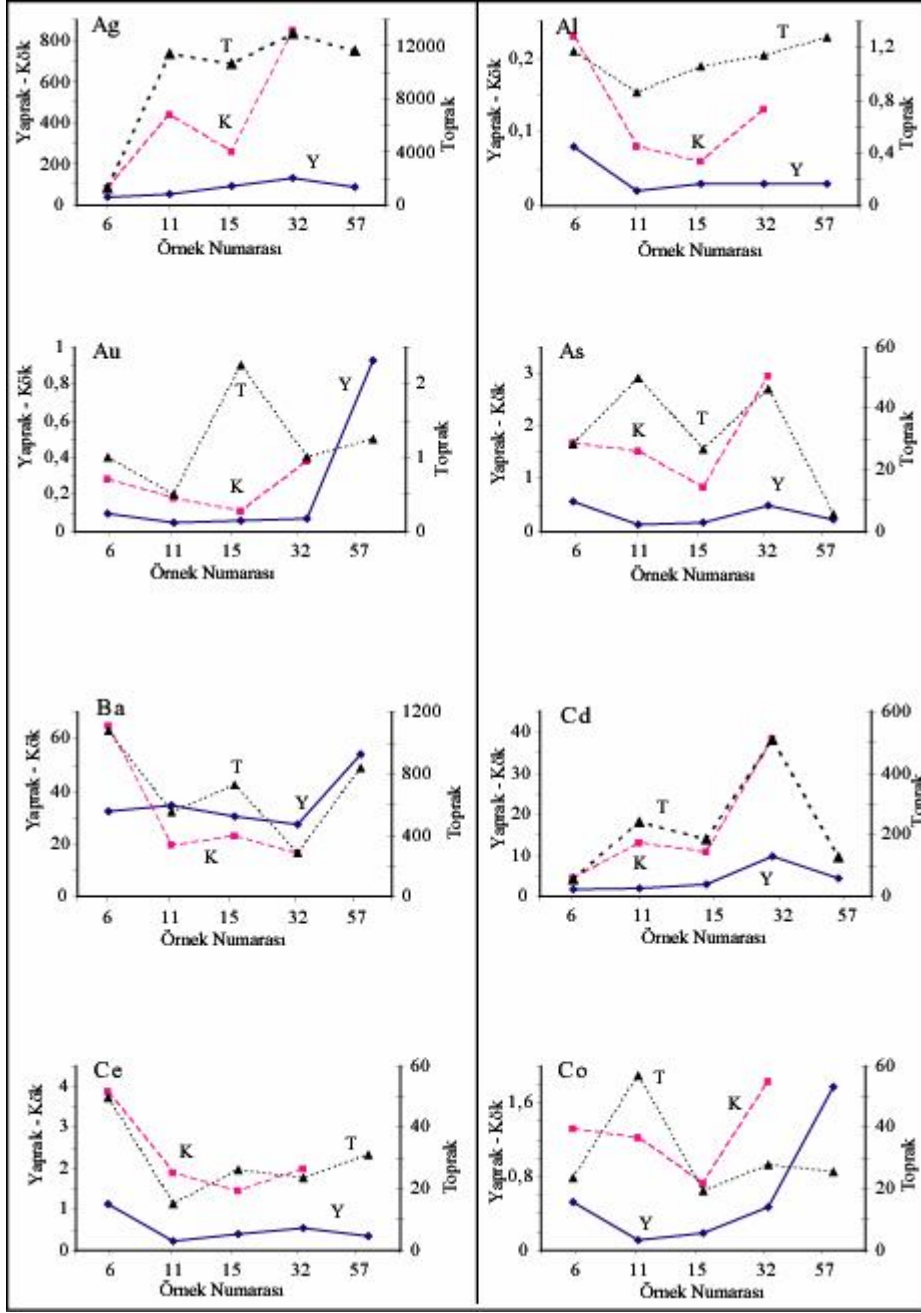 Ag
Yaprak - Kök
800
600
400
200
0
T
K
Y
12000
8000
4000
0
Toprak
6 11 15 32 57
Örnek Numarası
Al
Yaprak - Kök
0,2
0,1
0
T
K
Y
1,2
0,8
0,4
0
Toprak
6 11 15 32 57
Örnek Numarası
Au
Yaprak - Kök
1
0,8
0,6
0,4
0,2
0
T
K
Y
2
1
0
Toprak
6 11 15 32 57
Örnek Numarası
As
Yaprak - Kök
3
2
1
0
K
T
Y
60
40
20
0
Toprak
6 11 15 32 57
Örnek Numarası
Ba
Yaprak - Kök
60
40
20
0
T
K
Y
1200
800
400
0
Toprak
6 11 15 32 57
Örnek Numarası
Cd
Yaprak - Kök
40
30
20
10
0
T
K
Y
600
400
200
0
Toprak
6 11 15 32 57
Örnek Numarası
Ce
Yaprak - Kök
4
3
2
1
0
K
T
Y
60
40
20
0
Toprak
6 11 15 32 57
Örnek Numarası
Co
Yaprak - Kök
1,6
0,8
0
T
K
Y
60
40
20
0
Toprak
6 11 15 32 57
Örnek Numarası